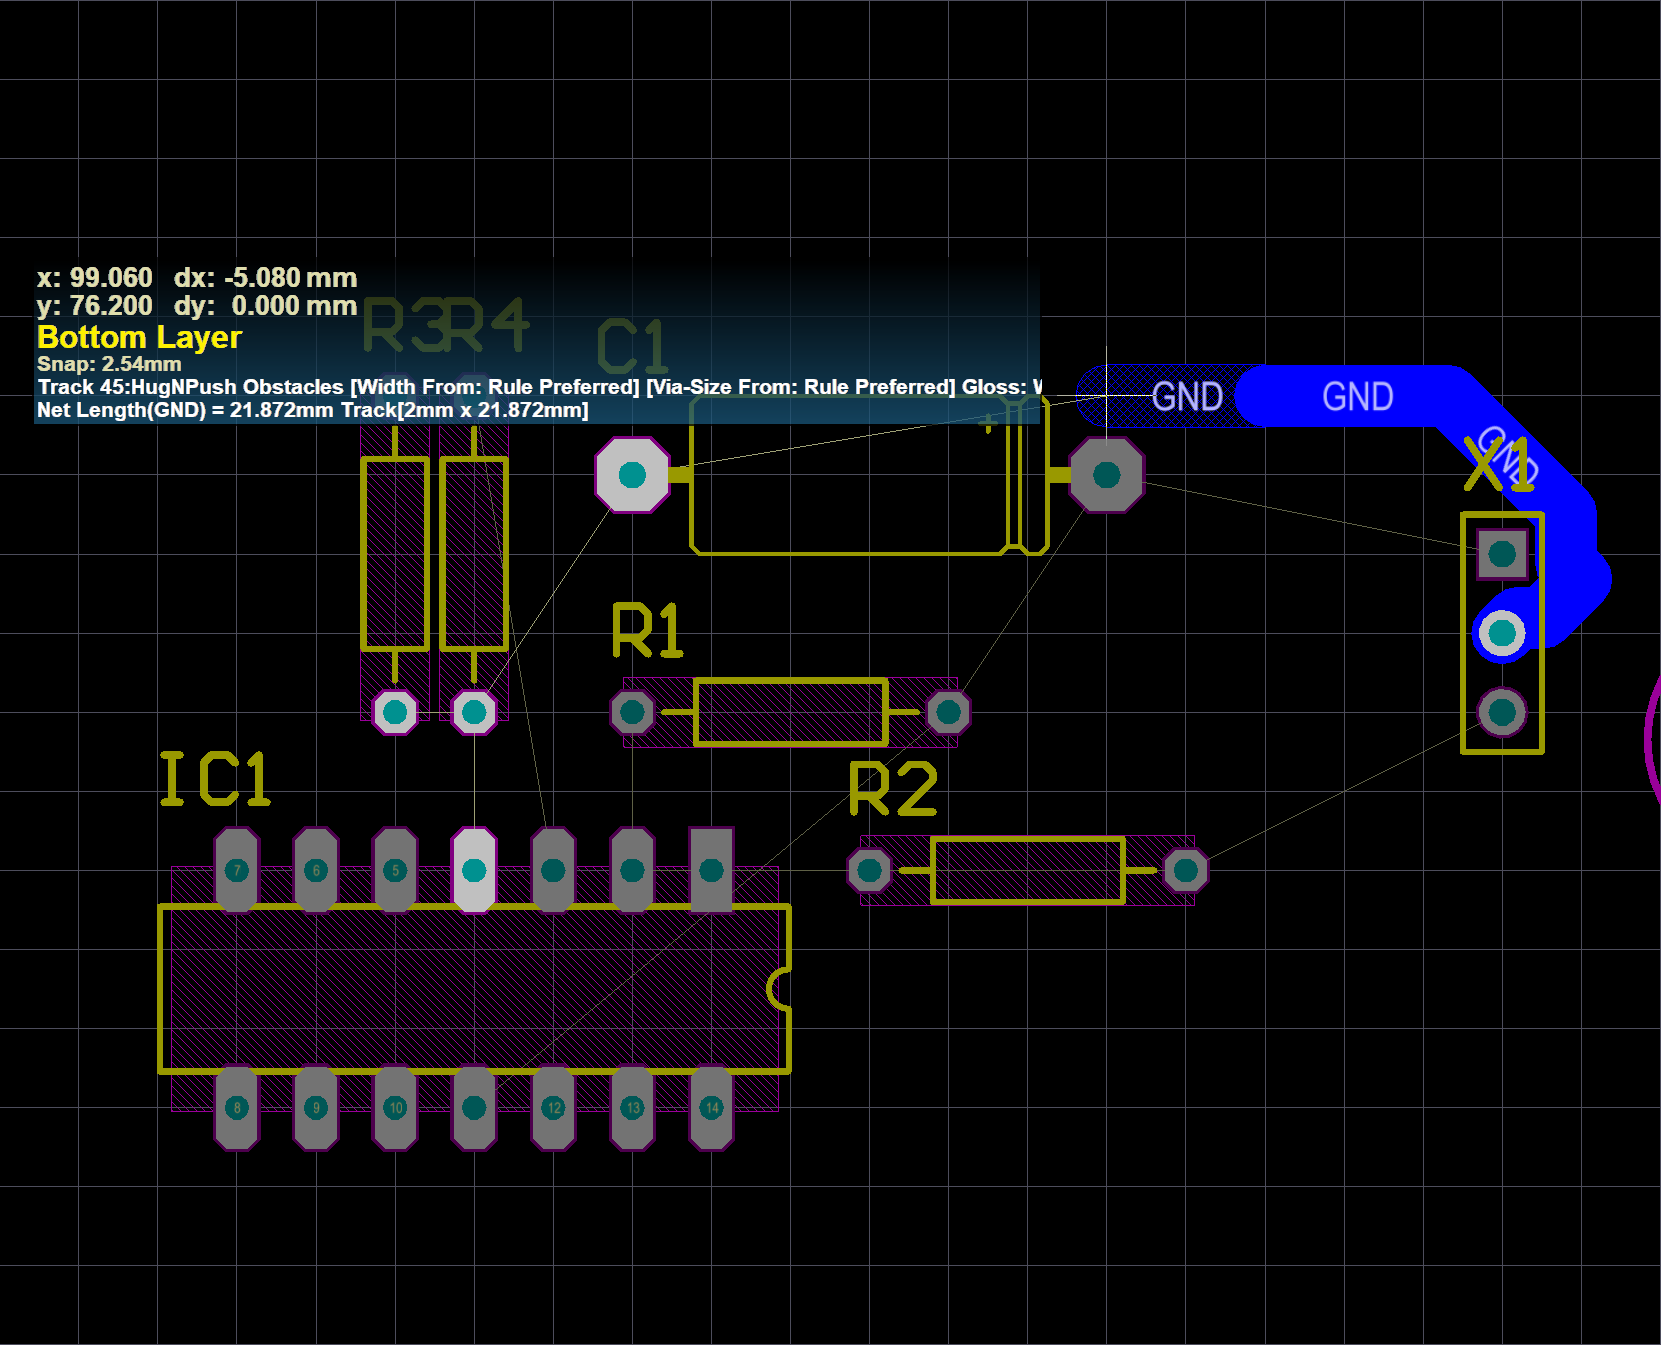 x: 99.060 dx: -5.080 mm
y: 76.200 dy: 0.000 mm
Bottom Layer
Snap: 2.54mm
Track 45:HugNPush Obstacles [Width From: Rule Preferred] [Via-Size From: Rule Preferred] Gloss:
Net Length(GND) = 21.872mm Track[2mm x 21.872mm]
R3 R4
C1
+
GND GND
GND
X1
R1
IC1
R2
7 6 5
8 9 10 12 13 14